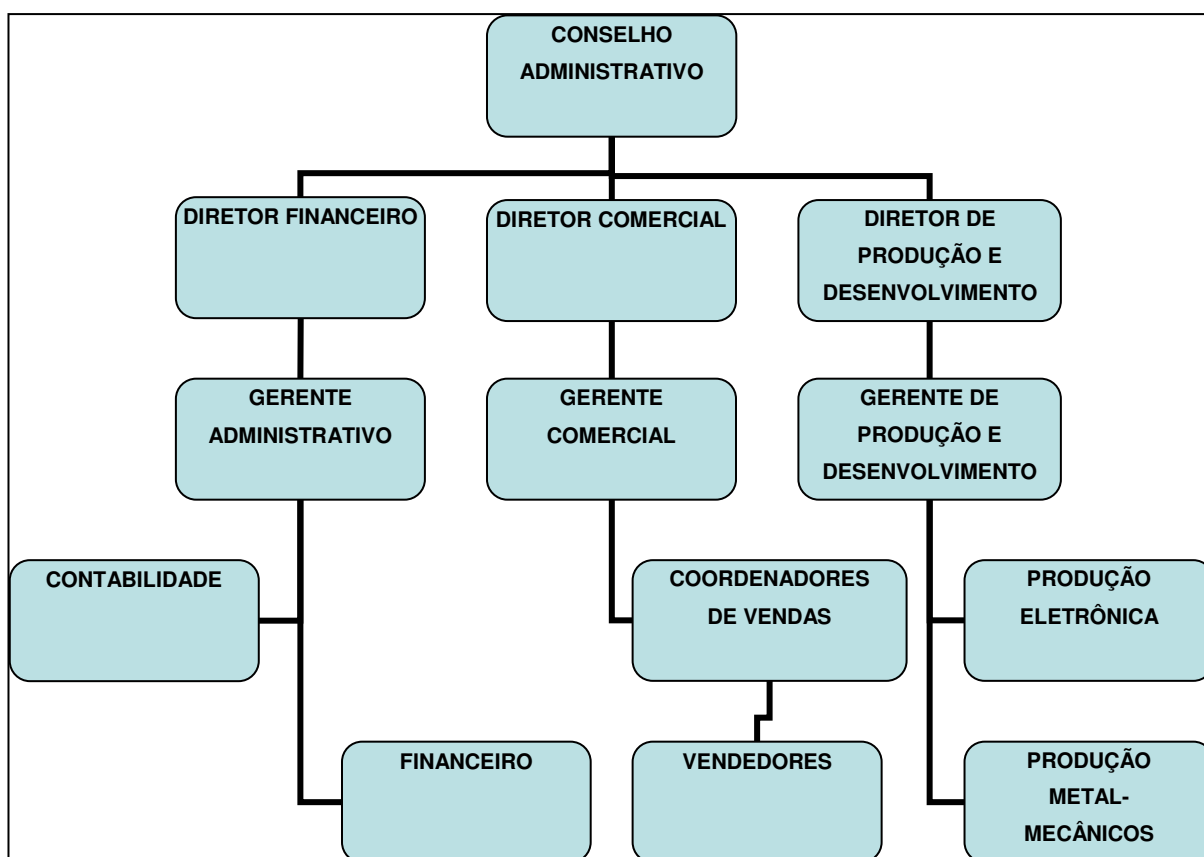 CONSELHO
ADMINISTRATIVO
DIRETOR FINANCEIRO
DIRETOR COMERCIAL
DIRETOR DE
PRODUÇÃO E
DESENVOLVIMENTO
GERENTE
ADMINISTRATIVO
GERENTE
COMERCIAL
GERENTE DE
PRODUÇÃO E
DESENVOLVIMENTO
CONTABILIDADE
COORDENADORES
DE VENDAS
PRODUÇÃO
ELETRÔNICA
FINANCEIRO
VENDEDORES
PRODUÇÃO
METAL-
MECÂNICOS